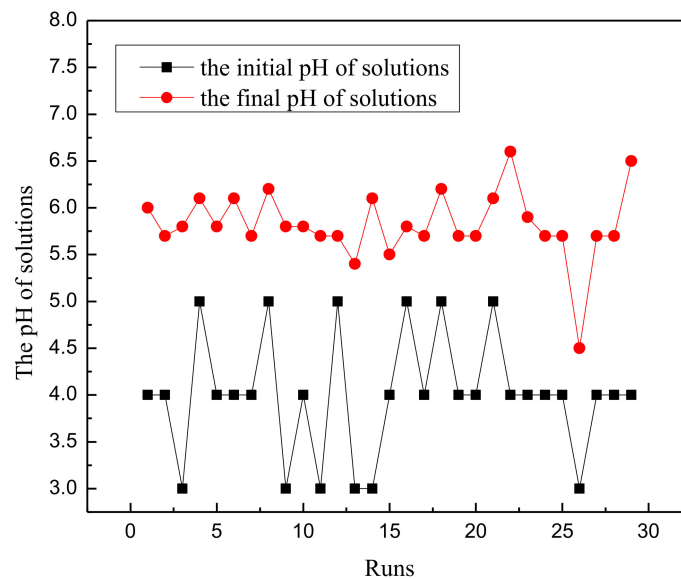 8.0
7.5
the initial pH of solutions
7.0
the final pH of solutions
6.5
6.0
5.5
5.0
4.5
4.0
3.5
3.0
The pH of solutions
0 5 10 15 20 25 30
Runs